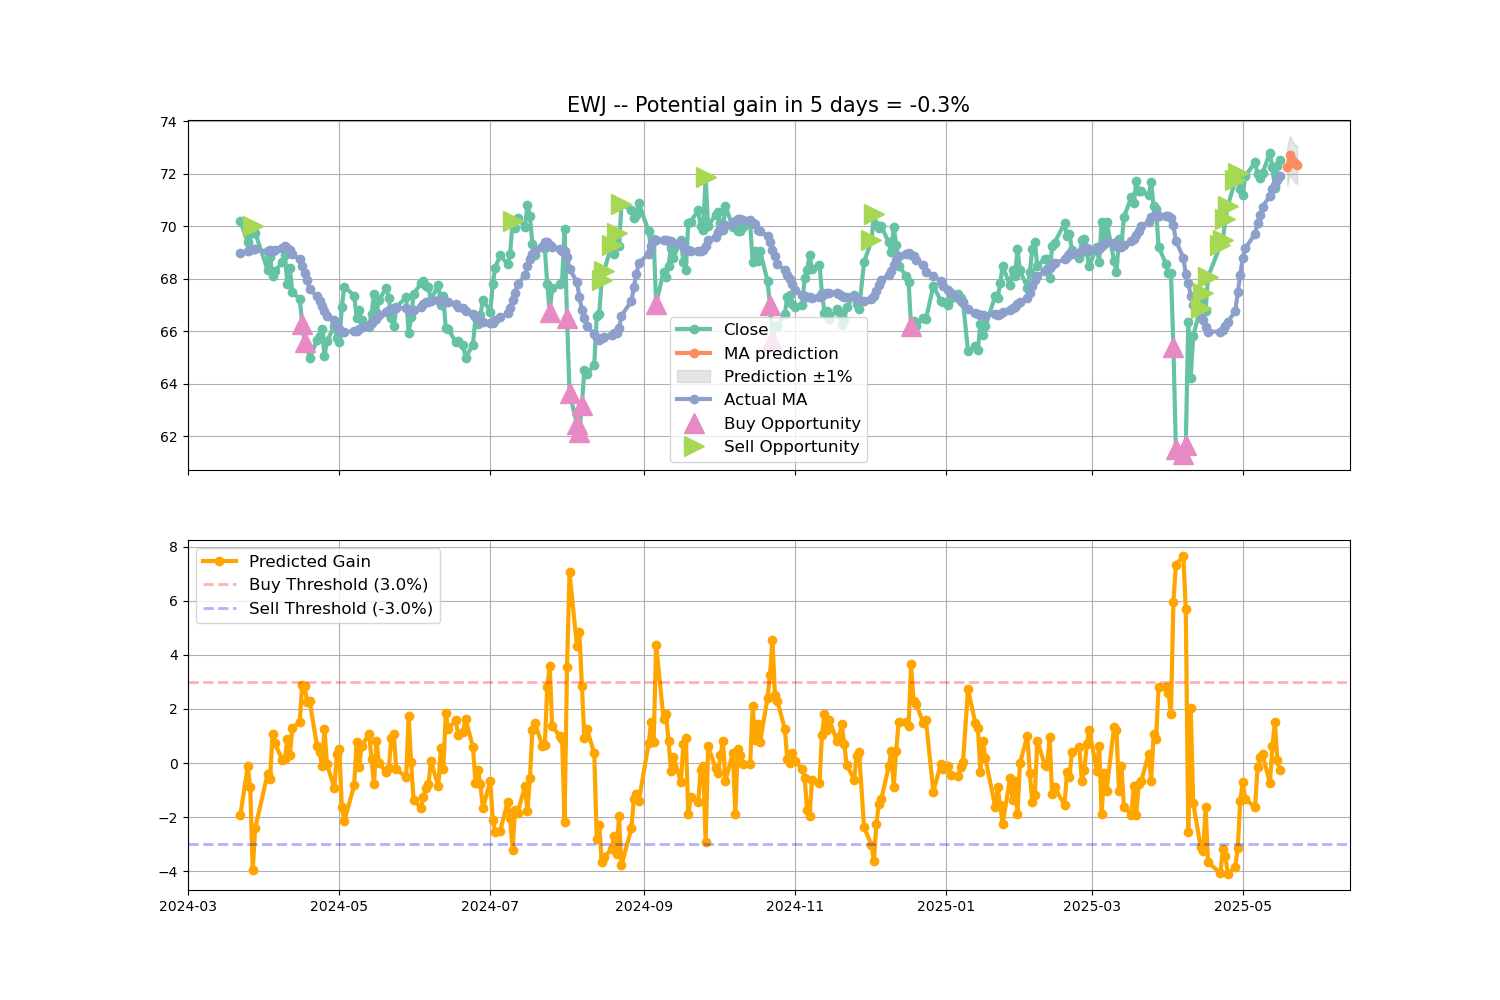 EWJ -- Potential gain in 5 days = -0.3%
74
72
70
68
66
64
62
Close
MA prediction
Prediction ±1%
Actual MA
Buy Opportunity
Sell Opportunity
8
6
4
2
0
−2
−4
Predicted Gain
Buy Threshold (3.0%)
Sell Threshold (-3.0%)
2024-03 2024-05 2024-07 2024-09 2024-11 2025-01 2025-03 2025-05